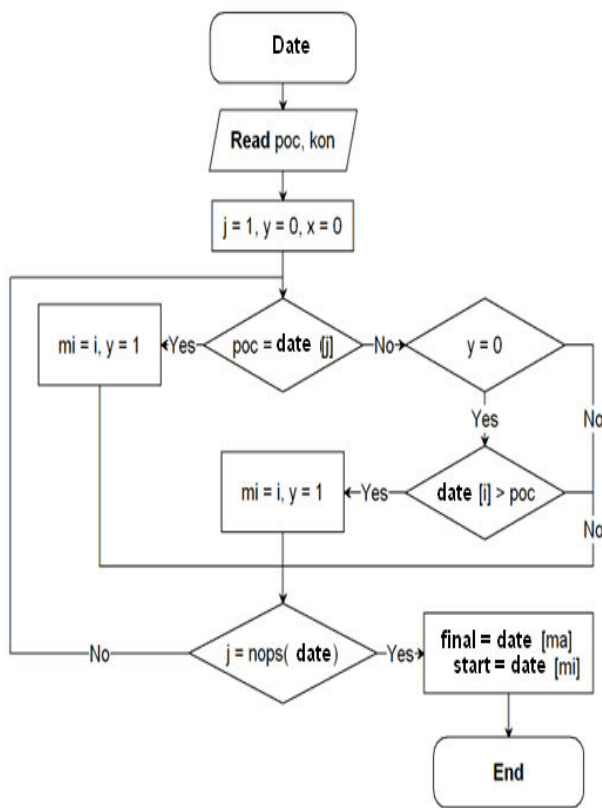 Date
Read poc, kon
j = 1, y = 0, x = 0
mi = i, y = 1
Yes
poc = date [j]
No
y = 0
Yes
No
mi = i, y = 1
Yes
date [i] > poc
No
No
j = nops( date)
Yes
final = date [ma]
start = date [mi]
End